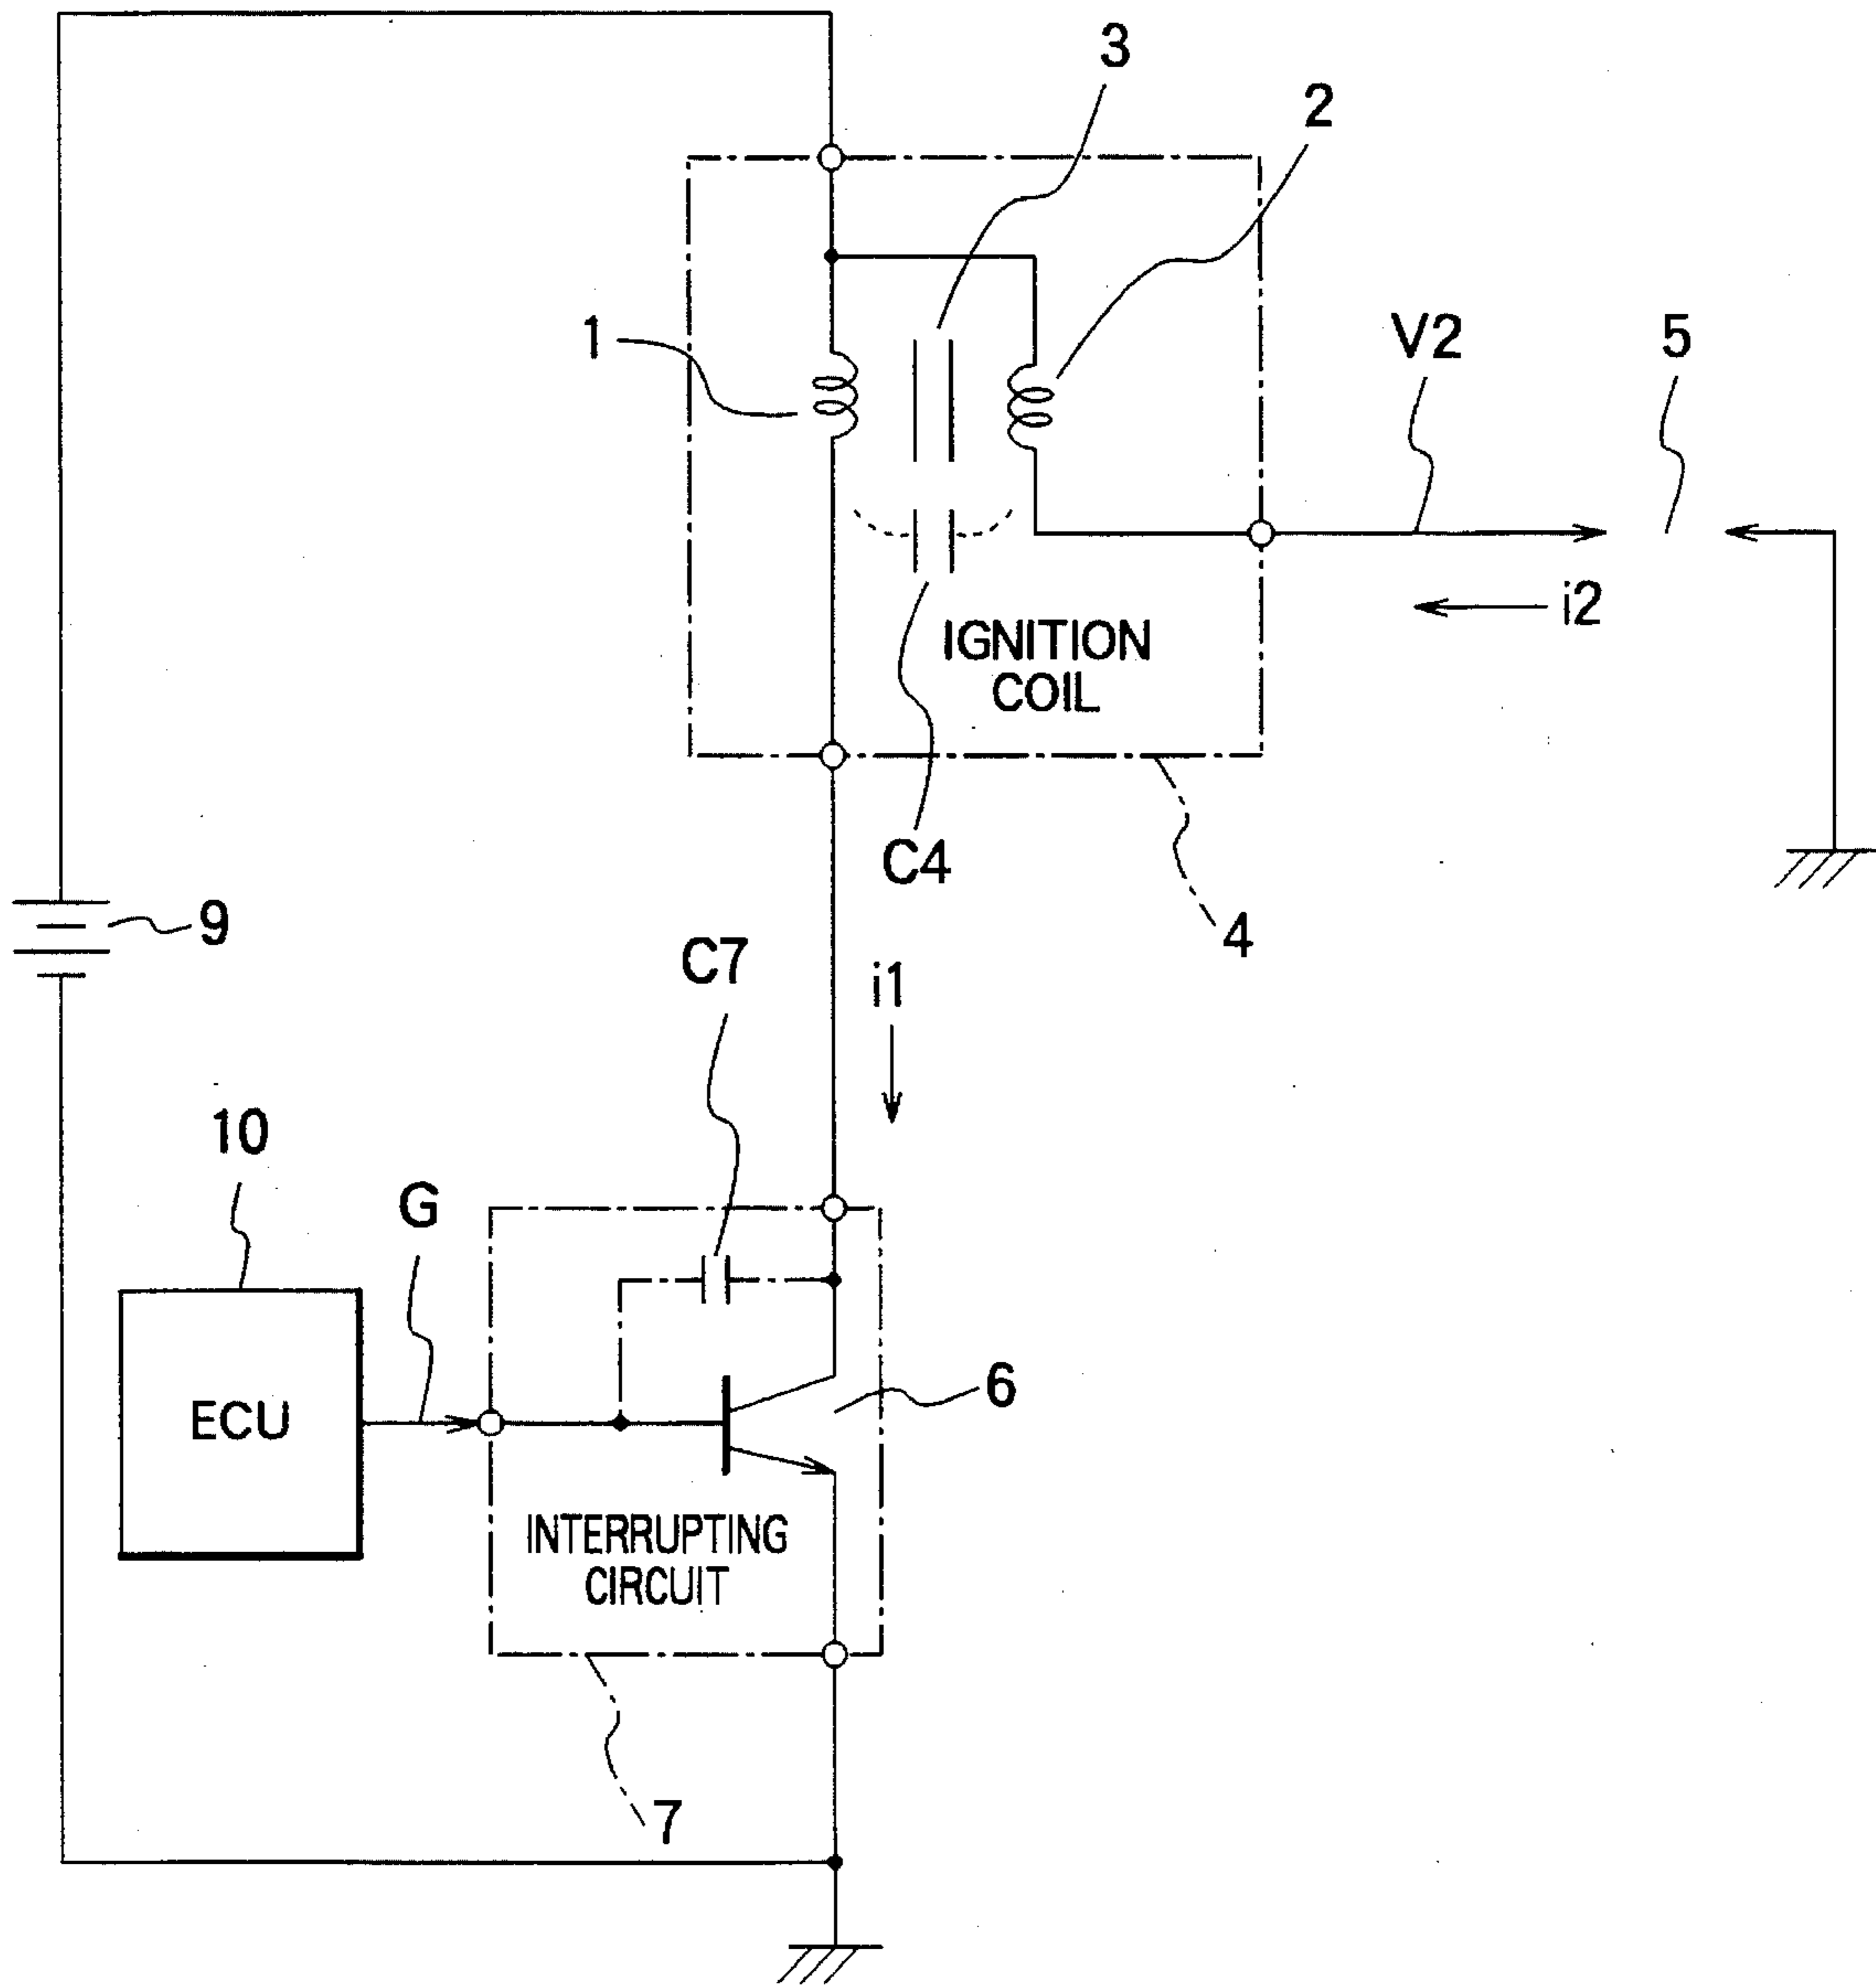 3
2
1
V2
5
i2
IGNITION
COIL
C4
4
9
C7
i1
10
G
ECU
6
INTERRUPTING
CIRCUIT
7